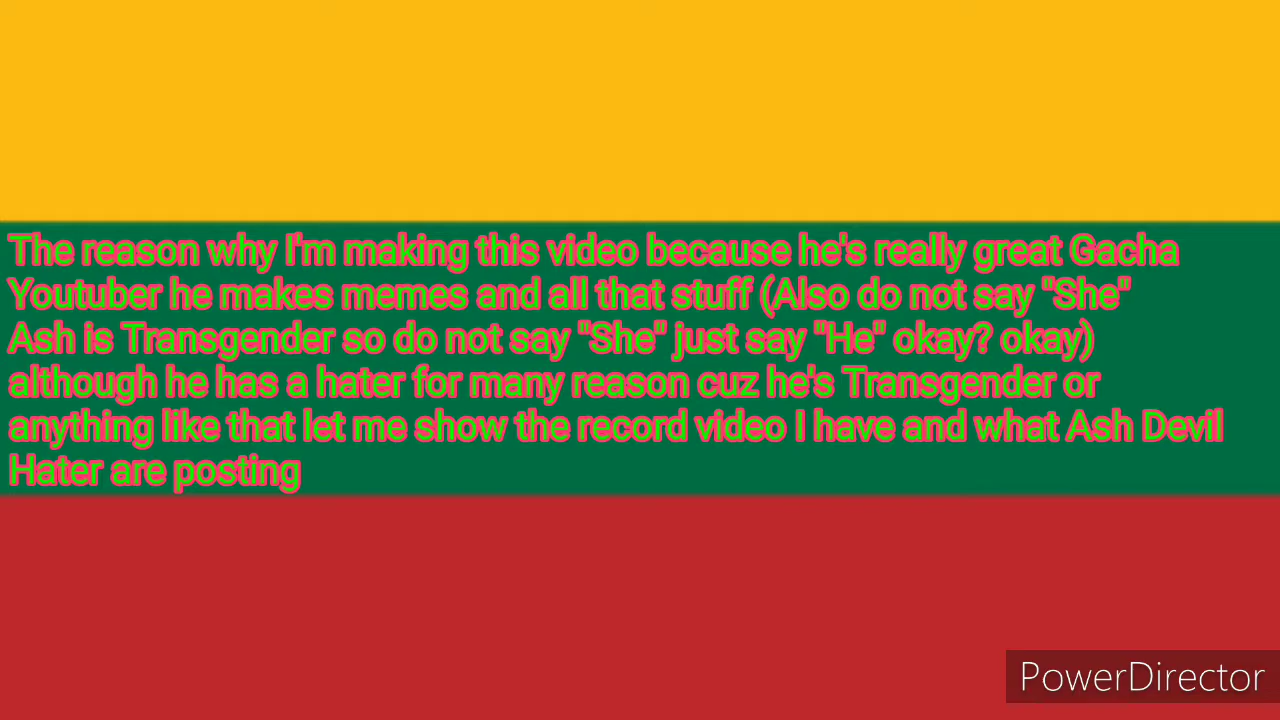 The reason why I'm making this video because he's really great Gacha
Youtuber he makes memes and all that stuff (Also do not say "She"
Ash is Transgender so do not say "She" just say "He" okay? okay)
although he has a hater for many reason cuz he's Transgender or
anything like that let me show the record video I have and what Ash Devil
Hater are posting
PowerDirector